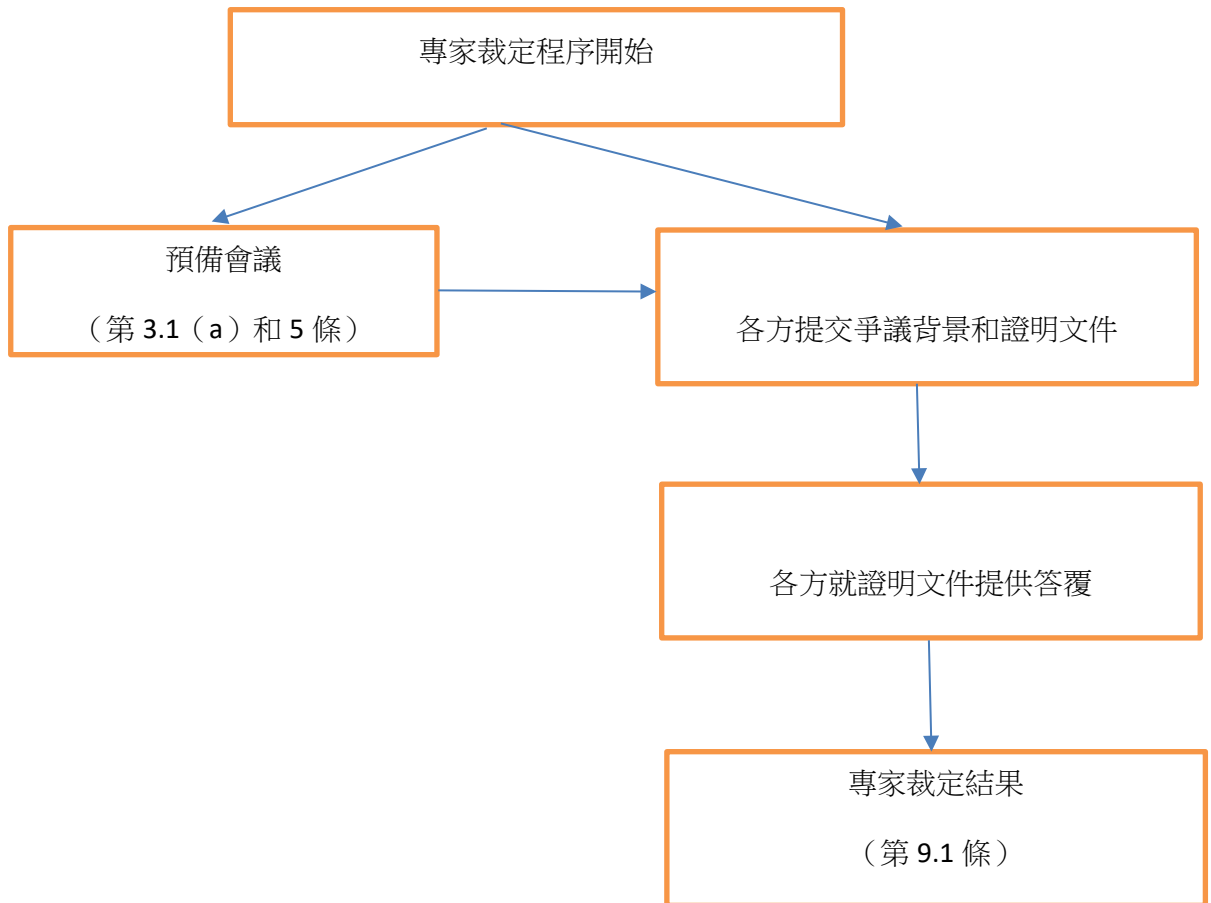 專家裁定程序開始
預備會議
（第 3.1（a）和 5 條）
各方提交爭議背景和證明文件
各方就證明文件提供答覆
專家裁定結果
（第 9.1 條）